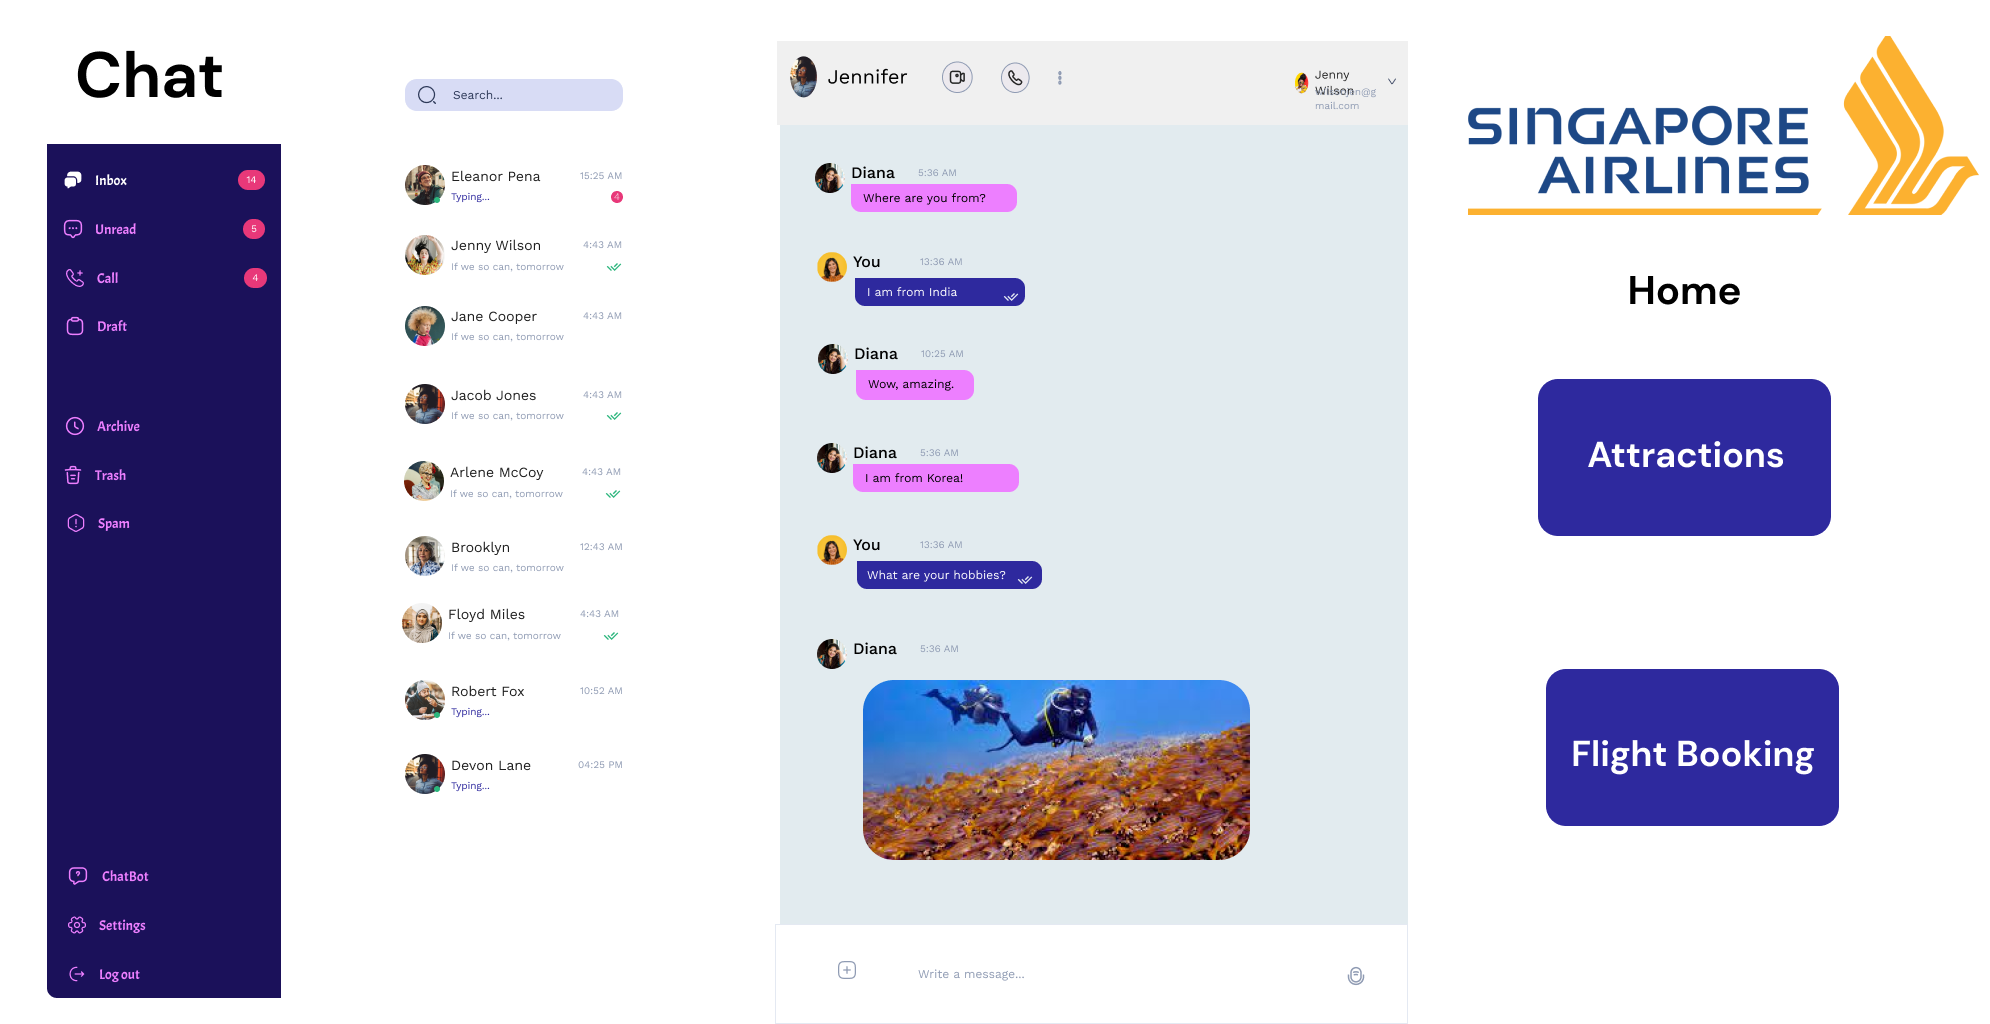 Chat
Inbox
14
Unread
5
Call
4
Draft
Archive
Trash
Spam
ChatBot
Settings
Log out
Search...
Eleanor Pena
15:25 AM
Typing...
4
Jenny Wilson
4:43 AM
If we so can, tomorrow
Jane Cooper
4:43 AM
If we so can, tomorrow
Jacob Jones
4:43 AM
If we so can, tomorrow
Arlene McCoy
4:43 AM
If we so can, tomorrow
Brooklyn
12:43 AM
If we so can, tomorrow
Floyd Miles
4:43 AM
If we so can, tomorrow
Robert Fox
10:52 AM
Typing...
Devon Lane
04:25 PM
Typing...
Jennifer
Jenny
Wilson
mail.com
Diana
5:36 AM
Where are you from?
You
13:36 AM
I am from India
Diana
10:25 AM
Wow, amazing.
Diana
5:36 AM
I am from Korea!
You
13:36 AM
What are your hobbies?
Diana
5:36 AM
Write a message...
SINGAPORE
AIRLINES
Home
Attractions
Flight Booking